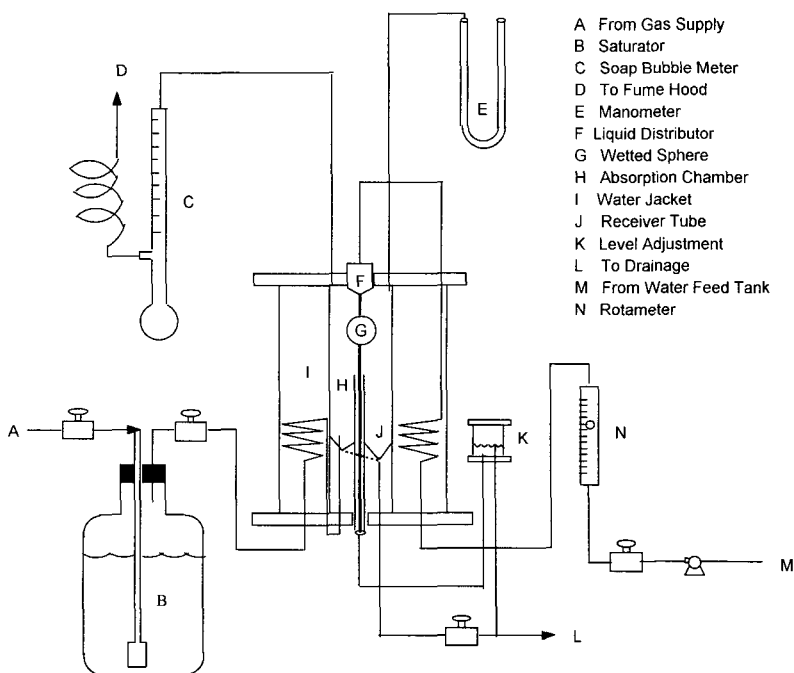 A From Gas Supply
B Saturator
C Soap Bubble Meter
D To Fume Hood
E Manometer
F Liquid Distributor
G Wetted Sphere
H Absorption Chamber
I Water Jacket
J Receiver Tube
K Level Adjustment
L To Drainage
M From Water Feed Tank
N Rotameter
D
E
C
F
G
I
H
J
K
N
A
B
M
L